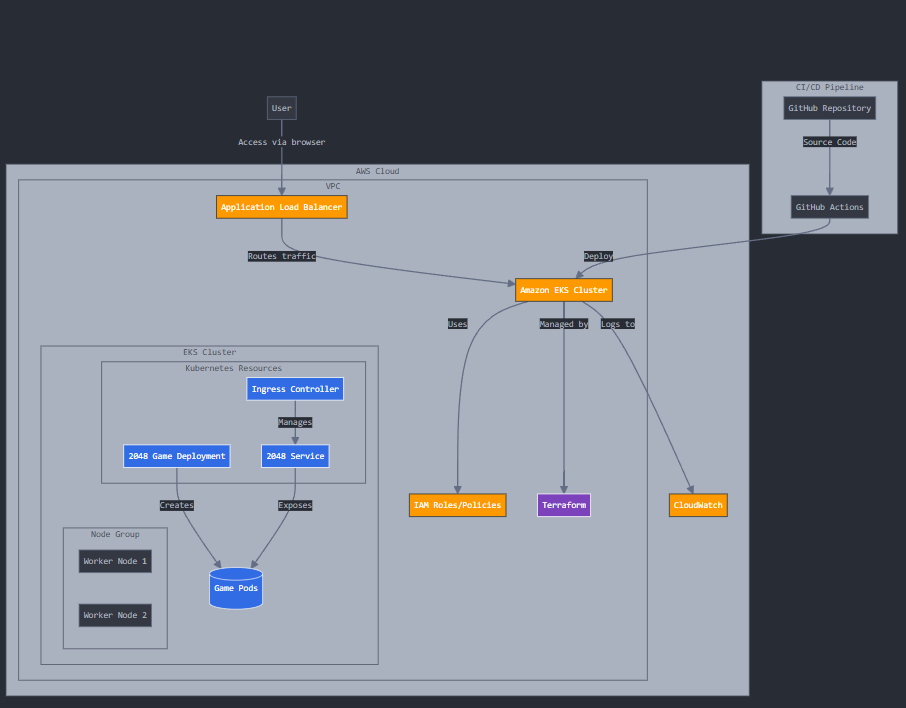 CI/CD Pipeline
GitHub Repository
User
Access via browser
Source Code
AWS Cloud
VPC
Application Load Balancer
GitHub Actions
Routes traffic
Deploy
Amazon EKS Cluster
Uses
Managed by
Logs to
EKS Cluster
Kubernetes Resources
Ingress Controller
Manages
2048 Game Deployment
2048 Service
Creates
Exposes
IAM Roles/Policies
Terraform
CloudWatch
Node Group
Worker Node 1
Game Pods
Worker Node 2